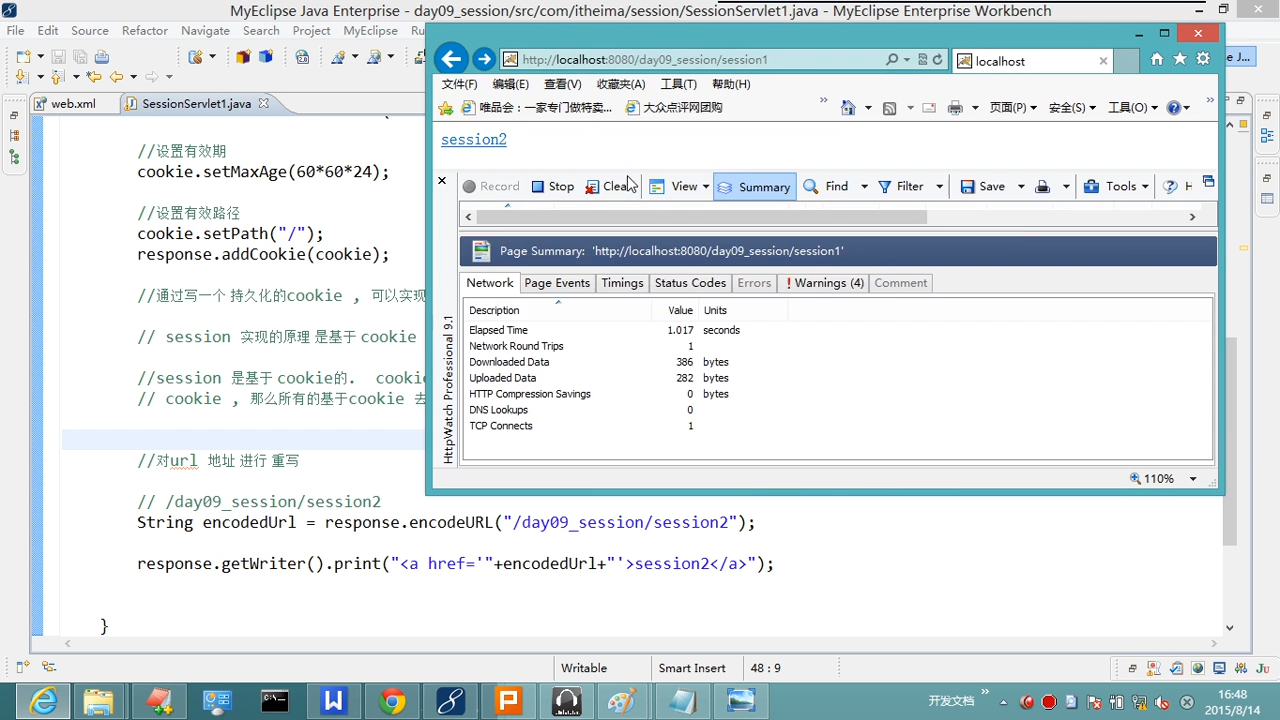 MyEclipse Java Enterprise - day09_session/src/com/itheima/session/SessionServlet1.java - MyEclipse Enterprise Workbench
File Edit Source Refactor Navigate Search Project MyEclipse
web.xml SessionServlet1.java
//设置有效期
cookie.setMaxAge(60*60*24);
//设置有效路径
cookie.setPath("/");
response.addCookie(cookie);
//通过写一个 持久化的cookie , 可以实现
// session 实现的原理 是基于 cookie
//session 是基于 cookie的.
// cookie , 那么所有的基于cookie 去
//对url 地址 进行 重写
// /day09_session/session2
String encodedUrl = response.encodeURL("/day09_session/session2");
response.getWriter().print("<a href='"+encodedUrl+"'>session2</a>");
}
http://localhost:8080/day09_session/session1
localhost
文件(F) 编辑(E) 查看(V) 收藏夹(A) 工具(T) 帮助(H)
唯品会：一家专门做特卖... 大众点评网团购 页面(P) 安全(S) 工具(O)
session2
Record Stop Clear View Summary Find Filter Save Tools H
Page Summary: 'http://localhost:8080/day09_session/session1'
Network Page Events Timings Status Codes Errors ! Warnings (4) Comment
Description Value Units
Elapsed Time 1.017 seconds
Network Round Trips 1
Downloaded Data 386 bytes
Uploaded Data 282 bytes
HTTP Compression Savings 0 bytes
DNS Lookups 0
TCP Connects 1
HttpWatch Professional 9.1
110%
Writable Smart Insert 48 : 9
开发文档
16:48
2015/8/14